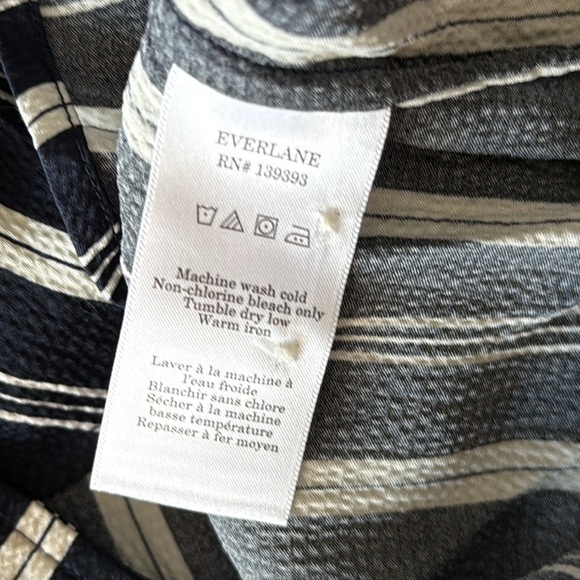 EVERLANE
RN# 139393
Machine wash cold
Non-chlorine bleach only
Tumble dry low
Warm iron
Laver à la machine à
l'eau froide
Blanchir sans chlore
Sécher à la machine
basse température
Repasser à fer moyen